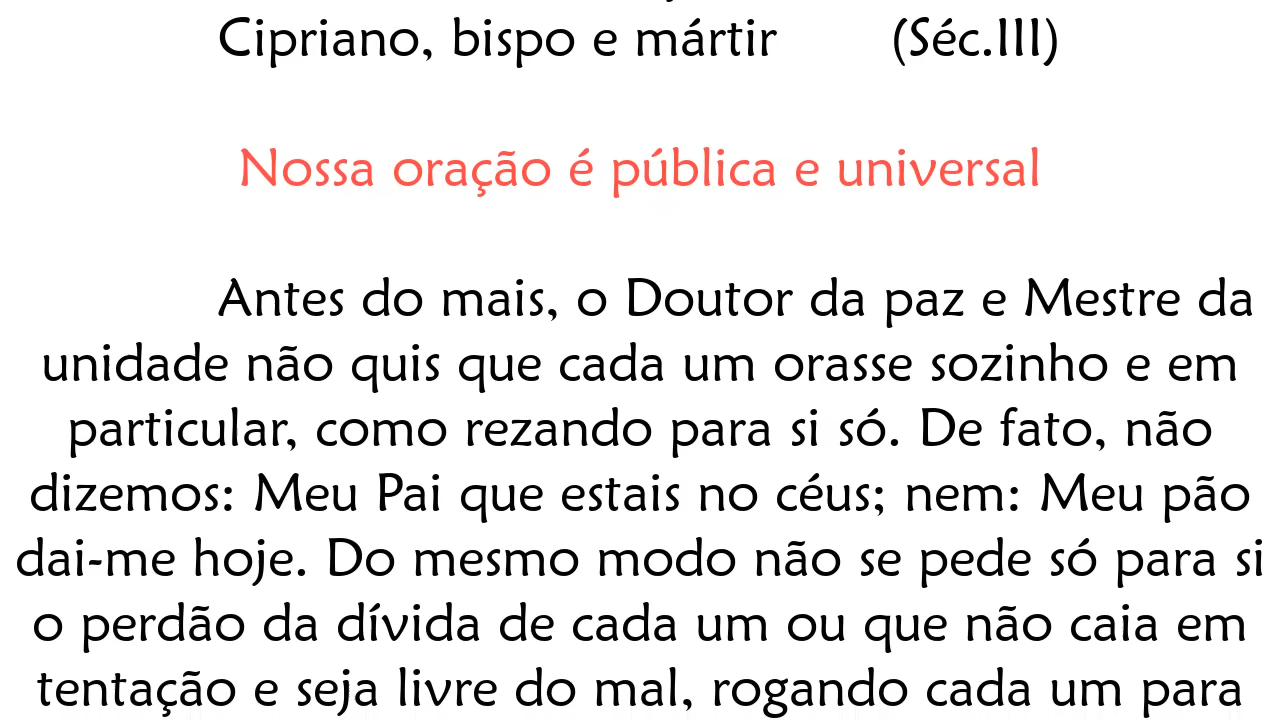 Cipriano, bispo e mártir (Séc.III)
Nossa oração é pública e universal
Antes do mais, o Doutor da paz e Mestre da
unidade não quis que cada um orasse sozinho e em
particular, como rezando para si só. De fato, não
dizemos: Meu Pai que estais no céus; nem: Meu pão
dai-me hoje. Do mesmo modo não se pede só para si
o perdão da dívida de cada um ou que não caia em
tentação e seja livre do mal, rogando cada um para